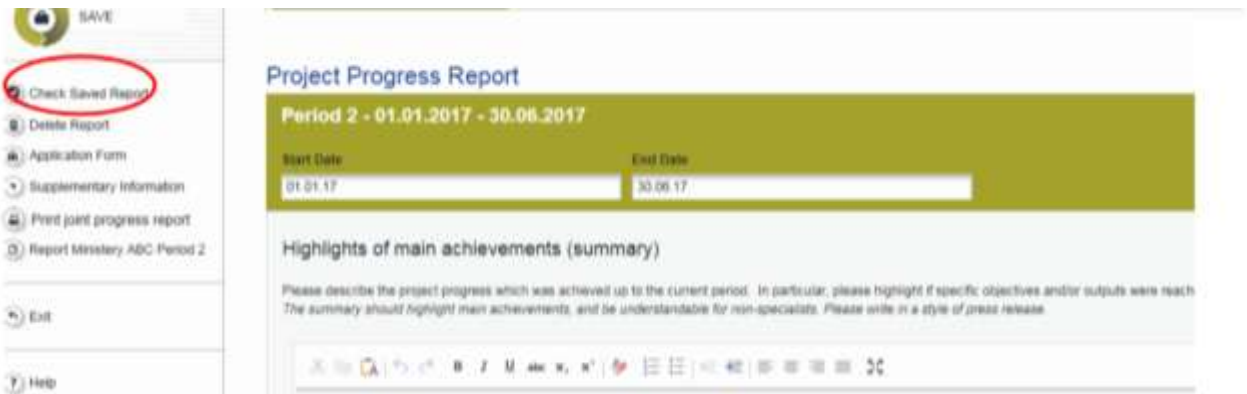 SAVE
Check Saved Report
Delete Report
Application Form
Supplementary Information
Print joint progress report
Report Ministery ABC Period 2
Exit
Help
Project Progress Report
Period 2 - 01.01.2017 - 30.06.2017
Start Date End Date
01.01.17 30.06.17
Highlights of main achievements (summary)
Please describe the project progress which was achieved up to the current period. In particular, please highlight if specific objectives and/or outputs were reach
The summary should highlight main achievements, and be understandable for non-specialists. Please write in a style of press release.
B I U abc x, x'